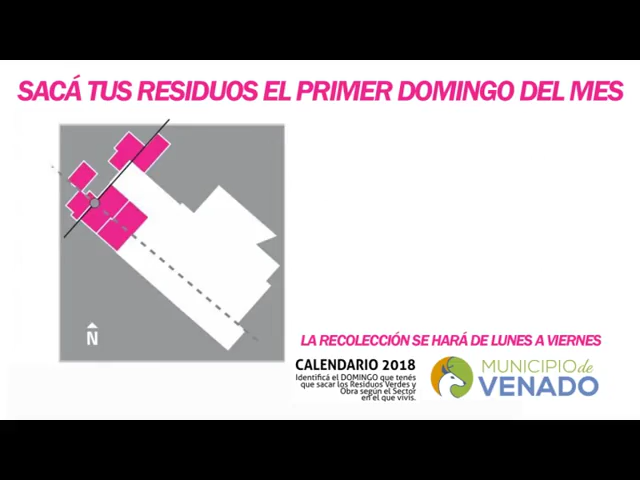 SACÁ TUS RESIDUOS EL PRIMER DOMINGO DEL MES
N
LA RECOLECCIÓN SE HARÁ DE LUNES A VIERNES
CALENDARIO 2018
Identificá el DOMINGO que tenés
que sacar los Residuos Verdes y
Obra según el Sector
en el que vivís.
MUNICIPIO de
VENADO